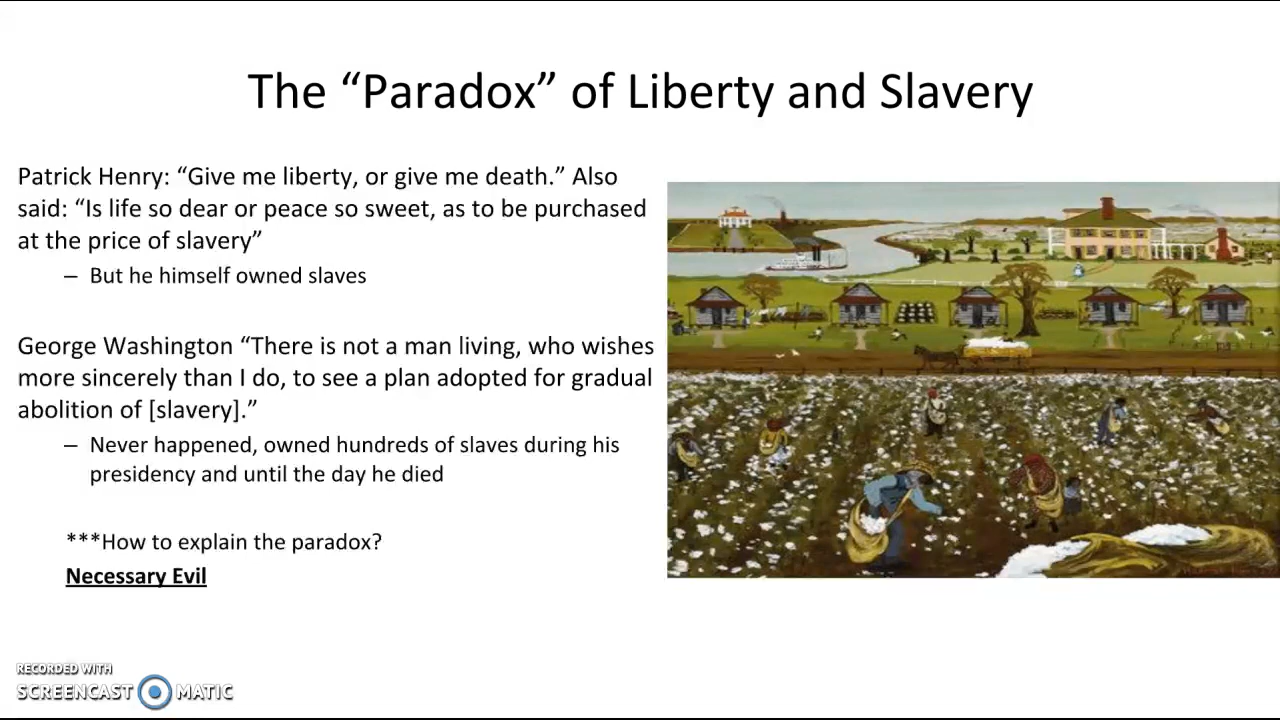 The “Paradox” of Liberty and Slavery
Patrick Henry: “Give me liberty, or give me death.” Also
said: “Is life so dear or peace so sweet, as to be purchased
at the price of slavery”
– But he himself owned slaves
George Washington “There is not a man living, who wishes
more sincerely than I do, to see a plan adopted for gradual
abolition of [slavery].”
– Never happened, owned hundreds of slaves during his
presidency and until the day he died
***How to explain the paradox?
Necessary Evil
RECORDED WITH
SCREENCAST MATIC